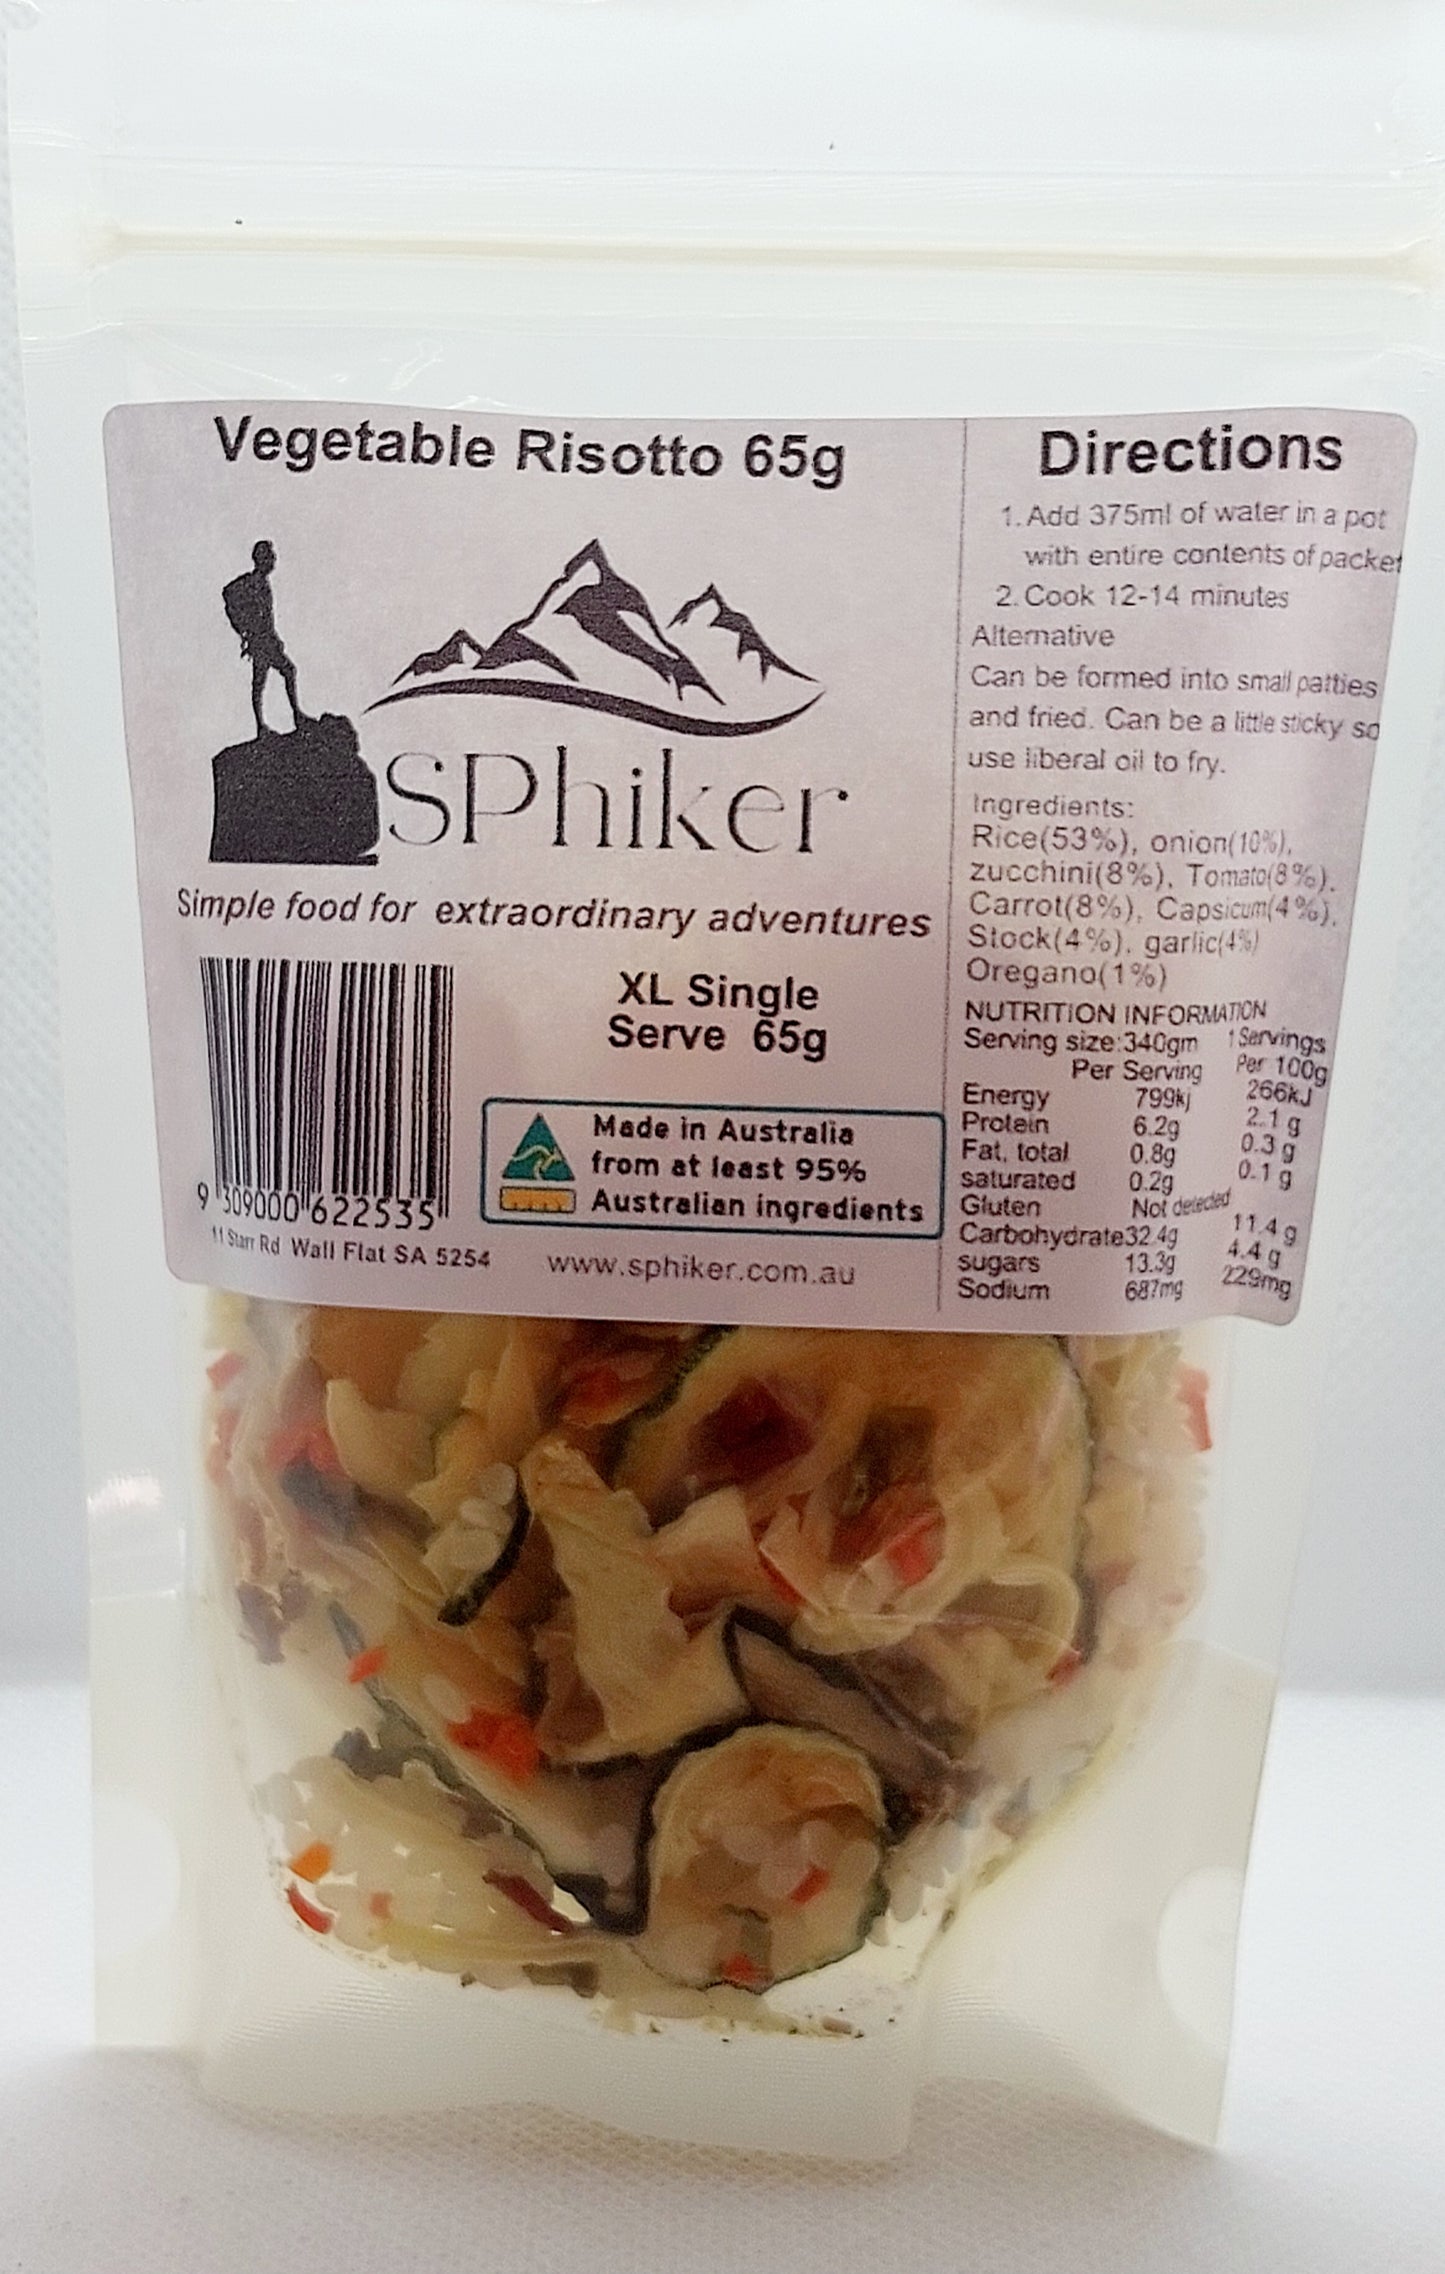 Vegetable Risotto 65g
SPhiker
Simple food for extraordinary adventures
XL Single
Serve 65g
Made in Australia
from at least 95%
Australian ingredients
9 309000 622535
11 Starr Rd Wall Flat SA 5254
www.sphiker.com.au
Directions
1. Add 375ml of water in a pot
with entire contents of packet
2. Cook 12-14 minutes
Alternative
Can be formed into small patties
and fried. Can be a little sticky so
use liberal oil to fry.
Ingredients:
Rice(53%), onion(10%),
zucchini(8%), Tomato(8%),
Carrot(8%), Capsicum(4%),
Stock(4%), garlic(4%)
Oregano(1%)
NUTRITION INFORMATION
Serving size:340gm 1 Servings
Per Serving Per 100g
Energy 799kj 266kJ
Protein 6.2g 2.1 g
Fat, total 0.8g 0.3 g
saturated 0.2g 0.1 g
Gluten Not detected
Carbohydrate 32.4g 11.4 g
sugars 13.3g 4.4 g
Sodium 687mg 229mg